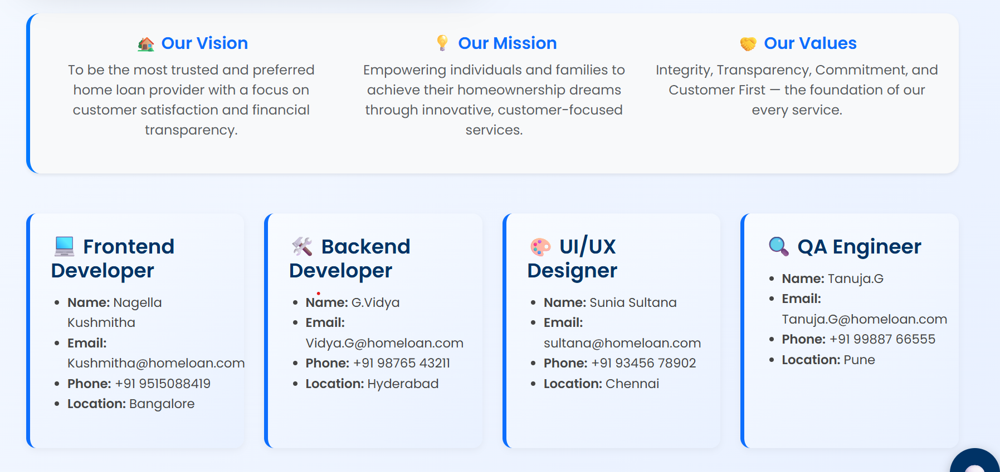 Our Vision
To be the most trusted and preferred
home loan provider with a focus on
customer satisfaction and financial
transparency.
Our Mission
Empowering individuals and families to
achieve their homeownership dreams
through innovative, customer-focused
services.
Our Values
Integrity, Transparency, Commitment, and
Customer First — the foundation of our
every service.
Frontend
Developer
Name: Nagella
Kushmitha
Email:
Kushmitha@homeloan.com
Phone: +91 9515088419
Location: Bangalore
Backend
Developer
Name: G.Vidya
Email:
Vidya.G@homeloan.com
Phone: +91 98765 43211
Location: Hyderabad
UI/UX
Designer
Name: Sunia Sultana
Email:
sultana@homeloan.com
Phone: +91 93456 78902
Location: Chennai
QA Engineer
Name: Tanuja.G
Email:
Tanuja.G@homeloan.com
Phone: +91 99887 66555
Location: Pune